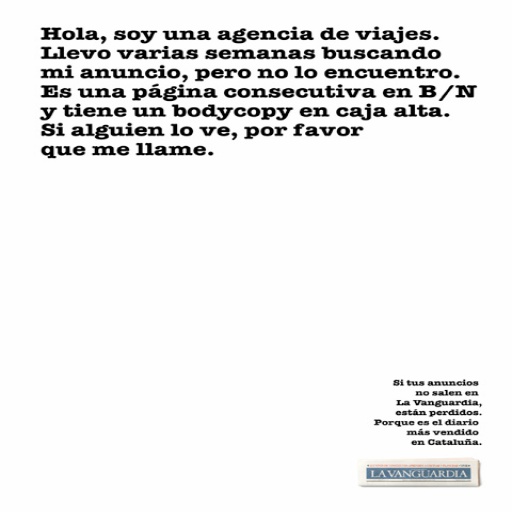 Hola, soy una agencia de viajes.
Llevo varias semanas buscando
mi anuncio, pero no lo encuentro.
Es una página consecutiva en B/N
y tiene un bodycopy en caja alta.
Si alguien lo ve, por favor
que me llame.
Si tus anuncios
no salen en
La Vanguardia,
están perdidos.
Porque es el diario
más vendido
en Cataluña.
LA VANGUARDIA